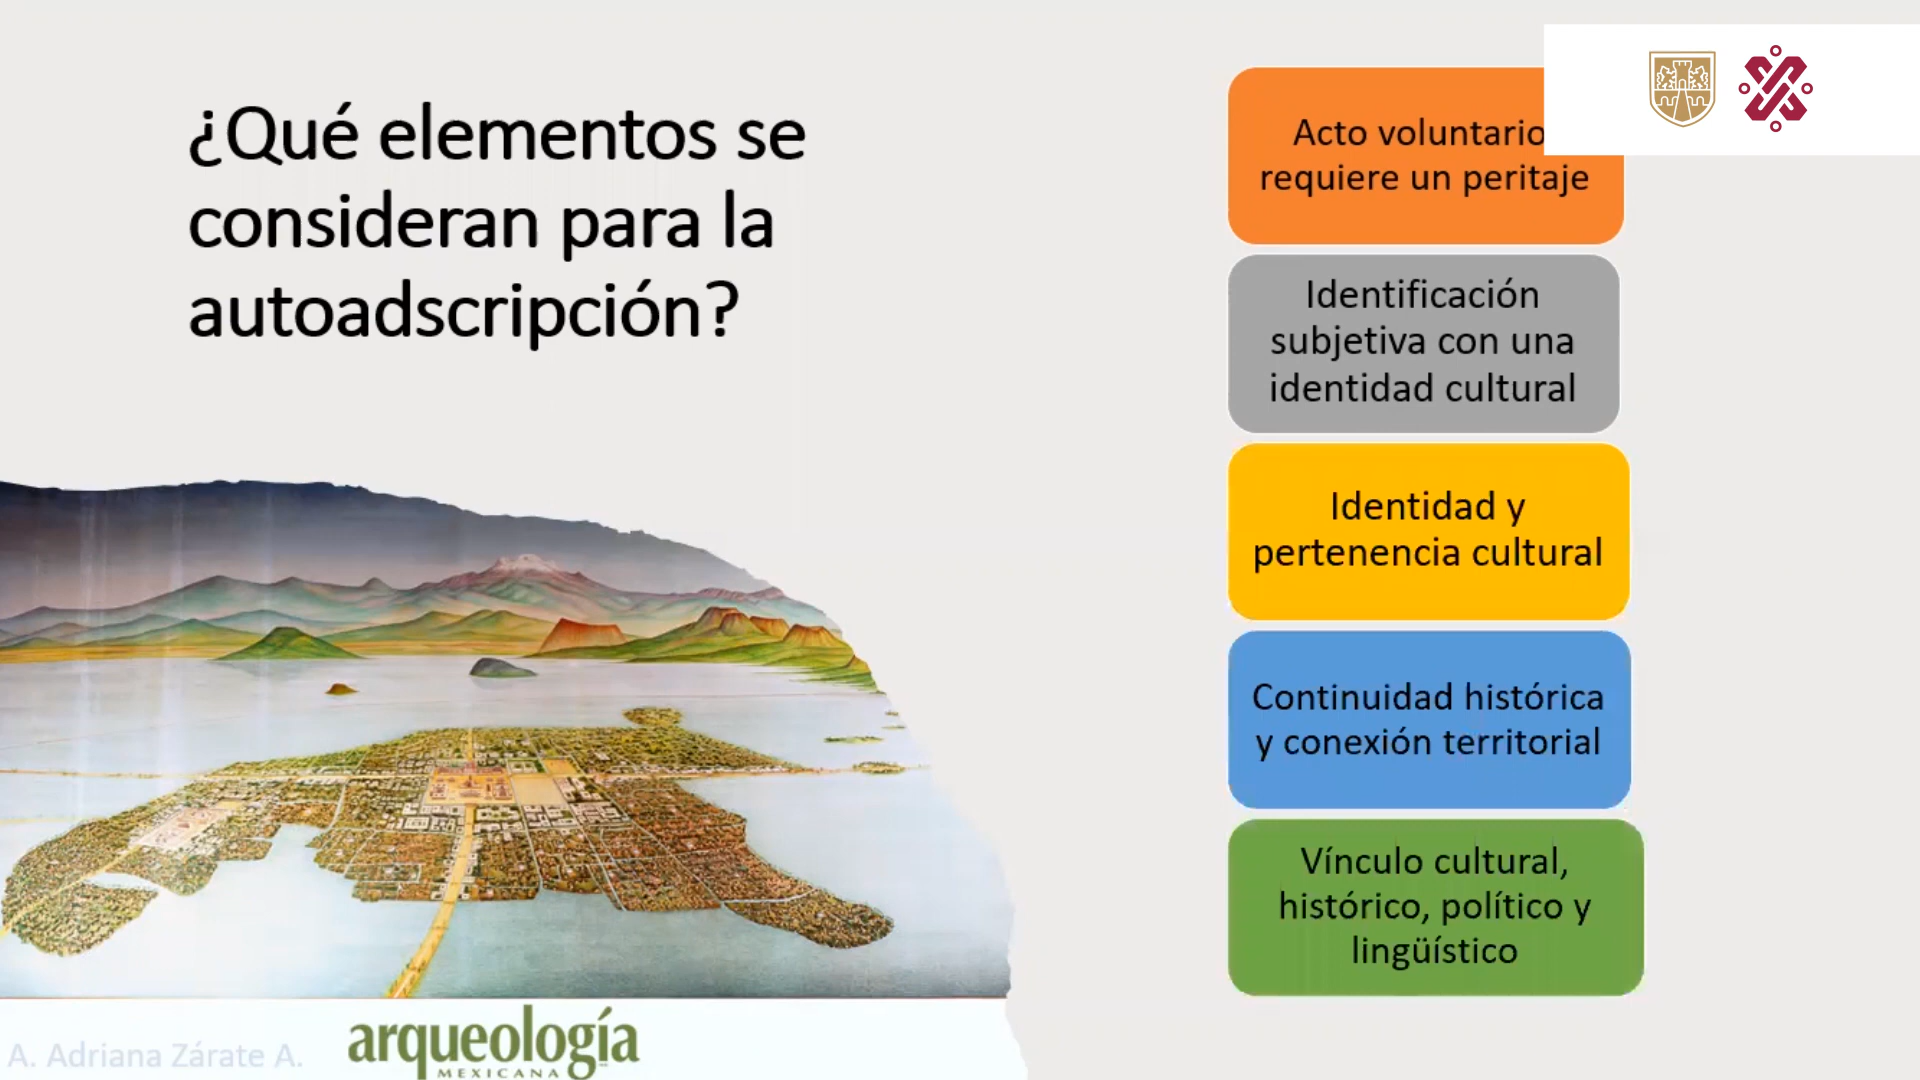 ¿Qué elementos se
consideran para la
autoadscripción?
Acto voluntario
requiere un peritaje
Identificación
subjetiva con una
identidad cultural
Identidad y
pertenencia cultural
Continuidad histórica
y conexión territorial
Vínculo cultural,
histórico, político y
lingüístico
A. Adriana Zárate A.
arqueología
MEXICANA